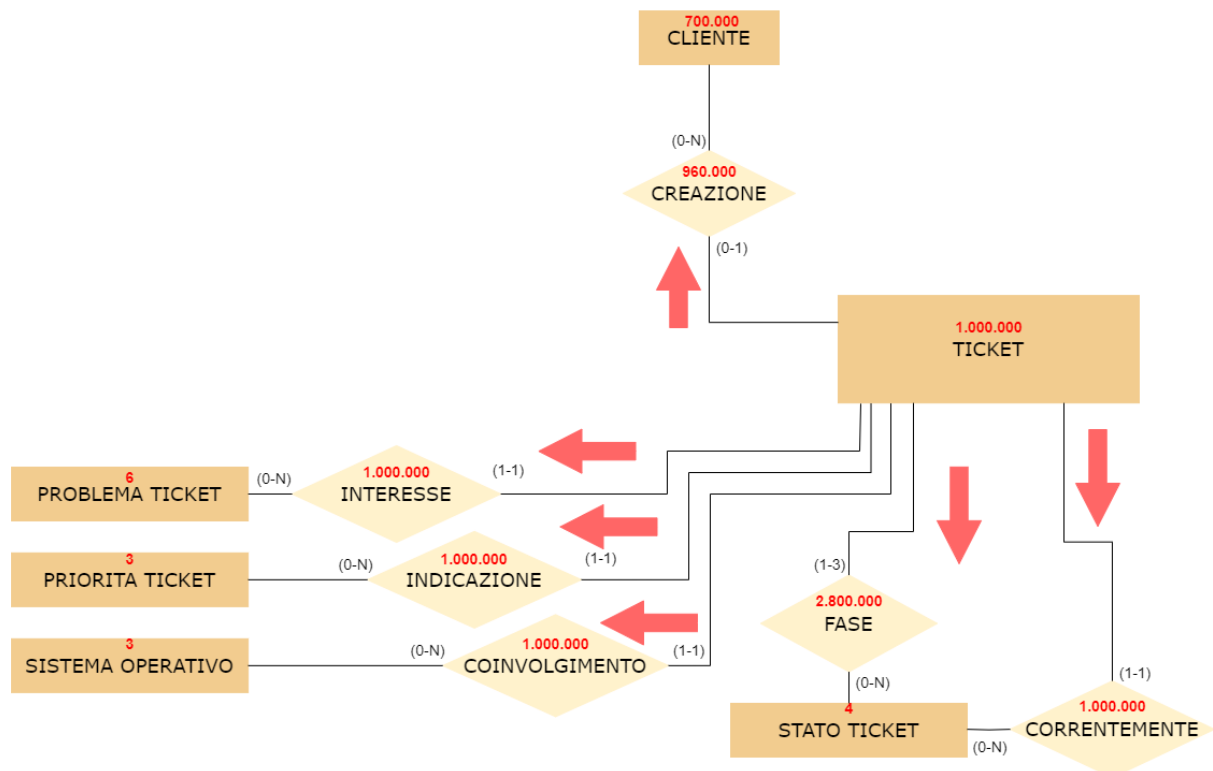 700.000
CLIENTE
(0-N)
960.000
CREAZIONE
(0-1)
1.000.000
TICKET
6
PROBLEMA TICKET
(0-N)
1.000.000
INTERESSE
(1-1)
3
PRIORITA TICKET
(0-N)
1.000.000
INDICAZIONE
(1-1)
3
SISTEMA OPERATIVO
(0-N)
1.000.000
COINVOLGIMENTO
(1-1)
(1-3)
2.800.000
FASE
(0-N)
4
STATO TICKET
(0-N)
(1-1)
1.000.000
CORRENTEMENTE